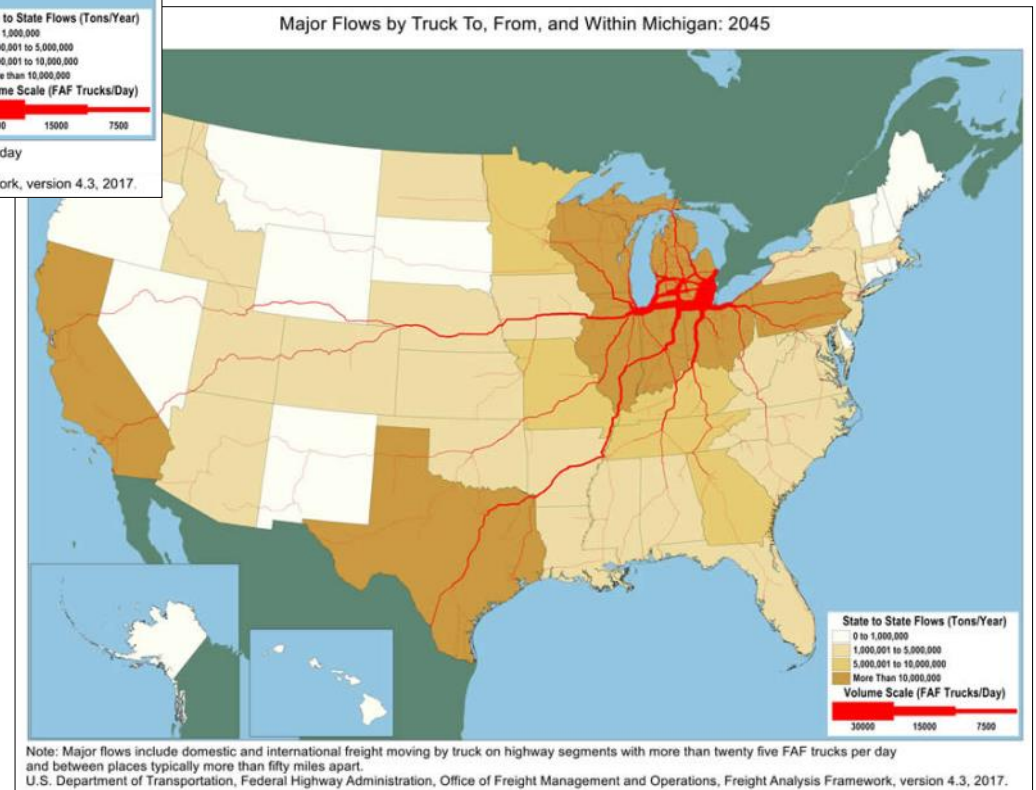 to State Flows (Tons/Year)
1,000,000
0,001 to 5,000,000
0,001 to 10,000,000
e than 10,000,000
me Scale (FAF Trucks/Day)
00 15000 7500
day
ork, version 4.3, 2017.
Major Flows by Truck To, From, and Within Michigan: 2045
State to State Flows (Tons/Year)
0 to 1,000,000
1,000,001 to 5,000,000
5,000,001 to 10,000,000
More Than 10,000,000
Volume Scale (FAF Trucks/Day)
30000 15000 7500
Note: Major flows include domestic and international freight moving by truck on highway segments with more than twenty five FAF trucks per day
and between places typically more than fifty miles apart.
U.S. Department of Transportation, Federal Highway Administration, Office of Freight Management and Operations, Freight Analysis Framework, version 4.3, 2017.